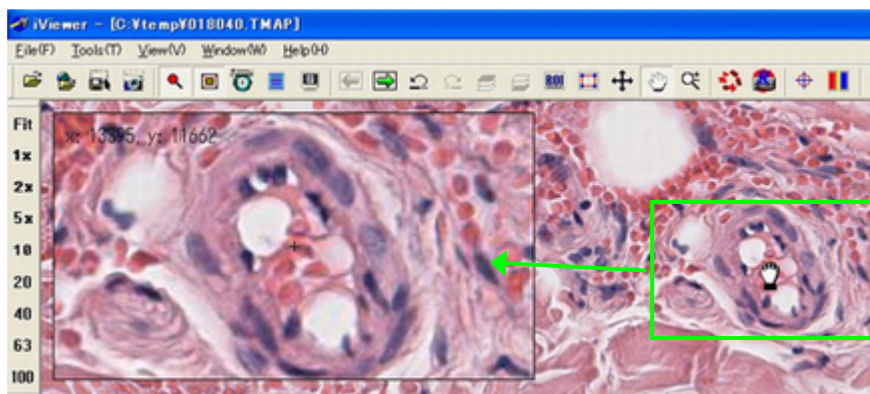 iViewer - [C:¥temp¥018040.TMAP]
File(F) Tools(T) View(V) Window(W) Help(H)
ROI
x: 13395, y: 11662
Fit
1x
2x
5x
10
20
40
63
100